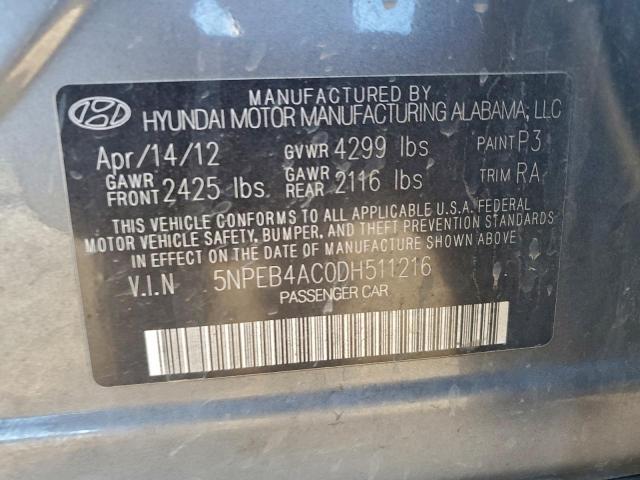 MANUFACTURED BY
HYUNDAI MOTOR MANUFACTURING ALABAMA, LLC
Apr/14/12 GVWR 4299 lbs PAINT P3
GAWR FRONT 2425 lbs. GAWR REAR 2116 lbs TRIM RA
THIS VEHICLE CONFORMS TO ALL APPLICABLE U.S.A. FEDERAL
MOTOR VEHICLE SAFETY, BUMPER, AND THEFT PREVENTION STANDARDS
IN EFFECT ON THE DATE OF MANUFACTURE SHOWN ABOVE
V.I.N 5NPEB4AC0DH511216
PASSENGER CAR